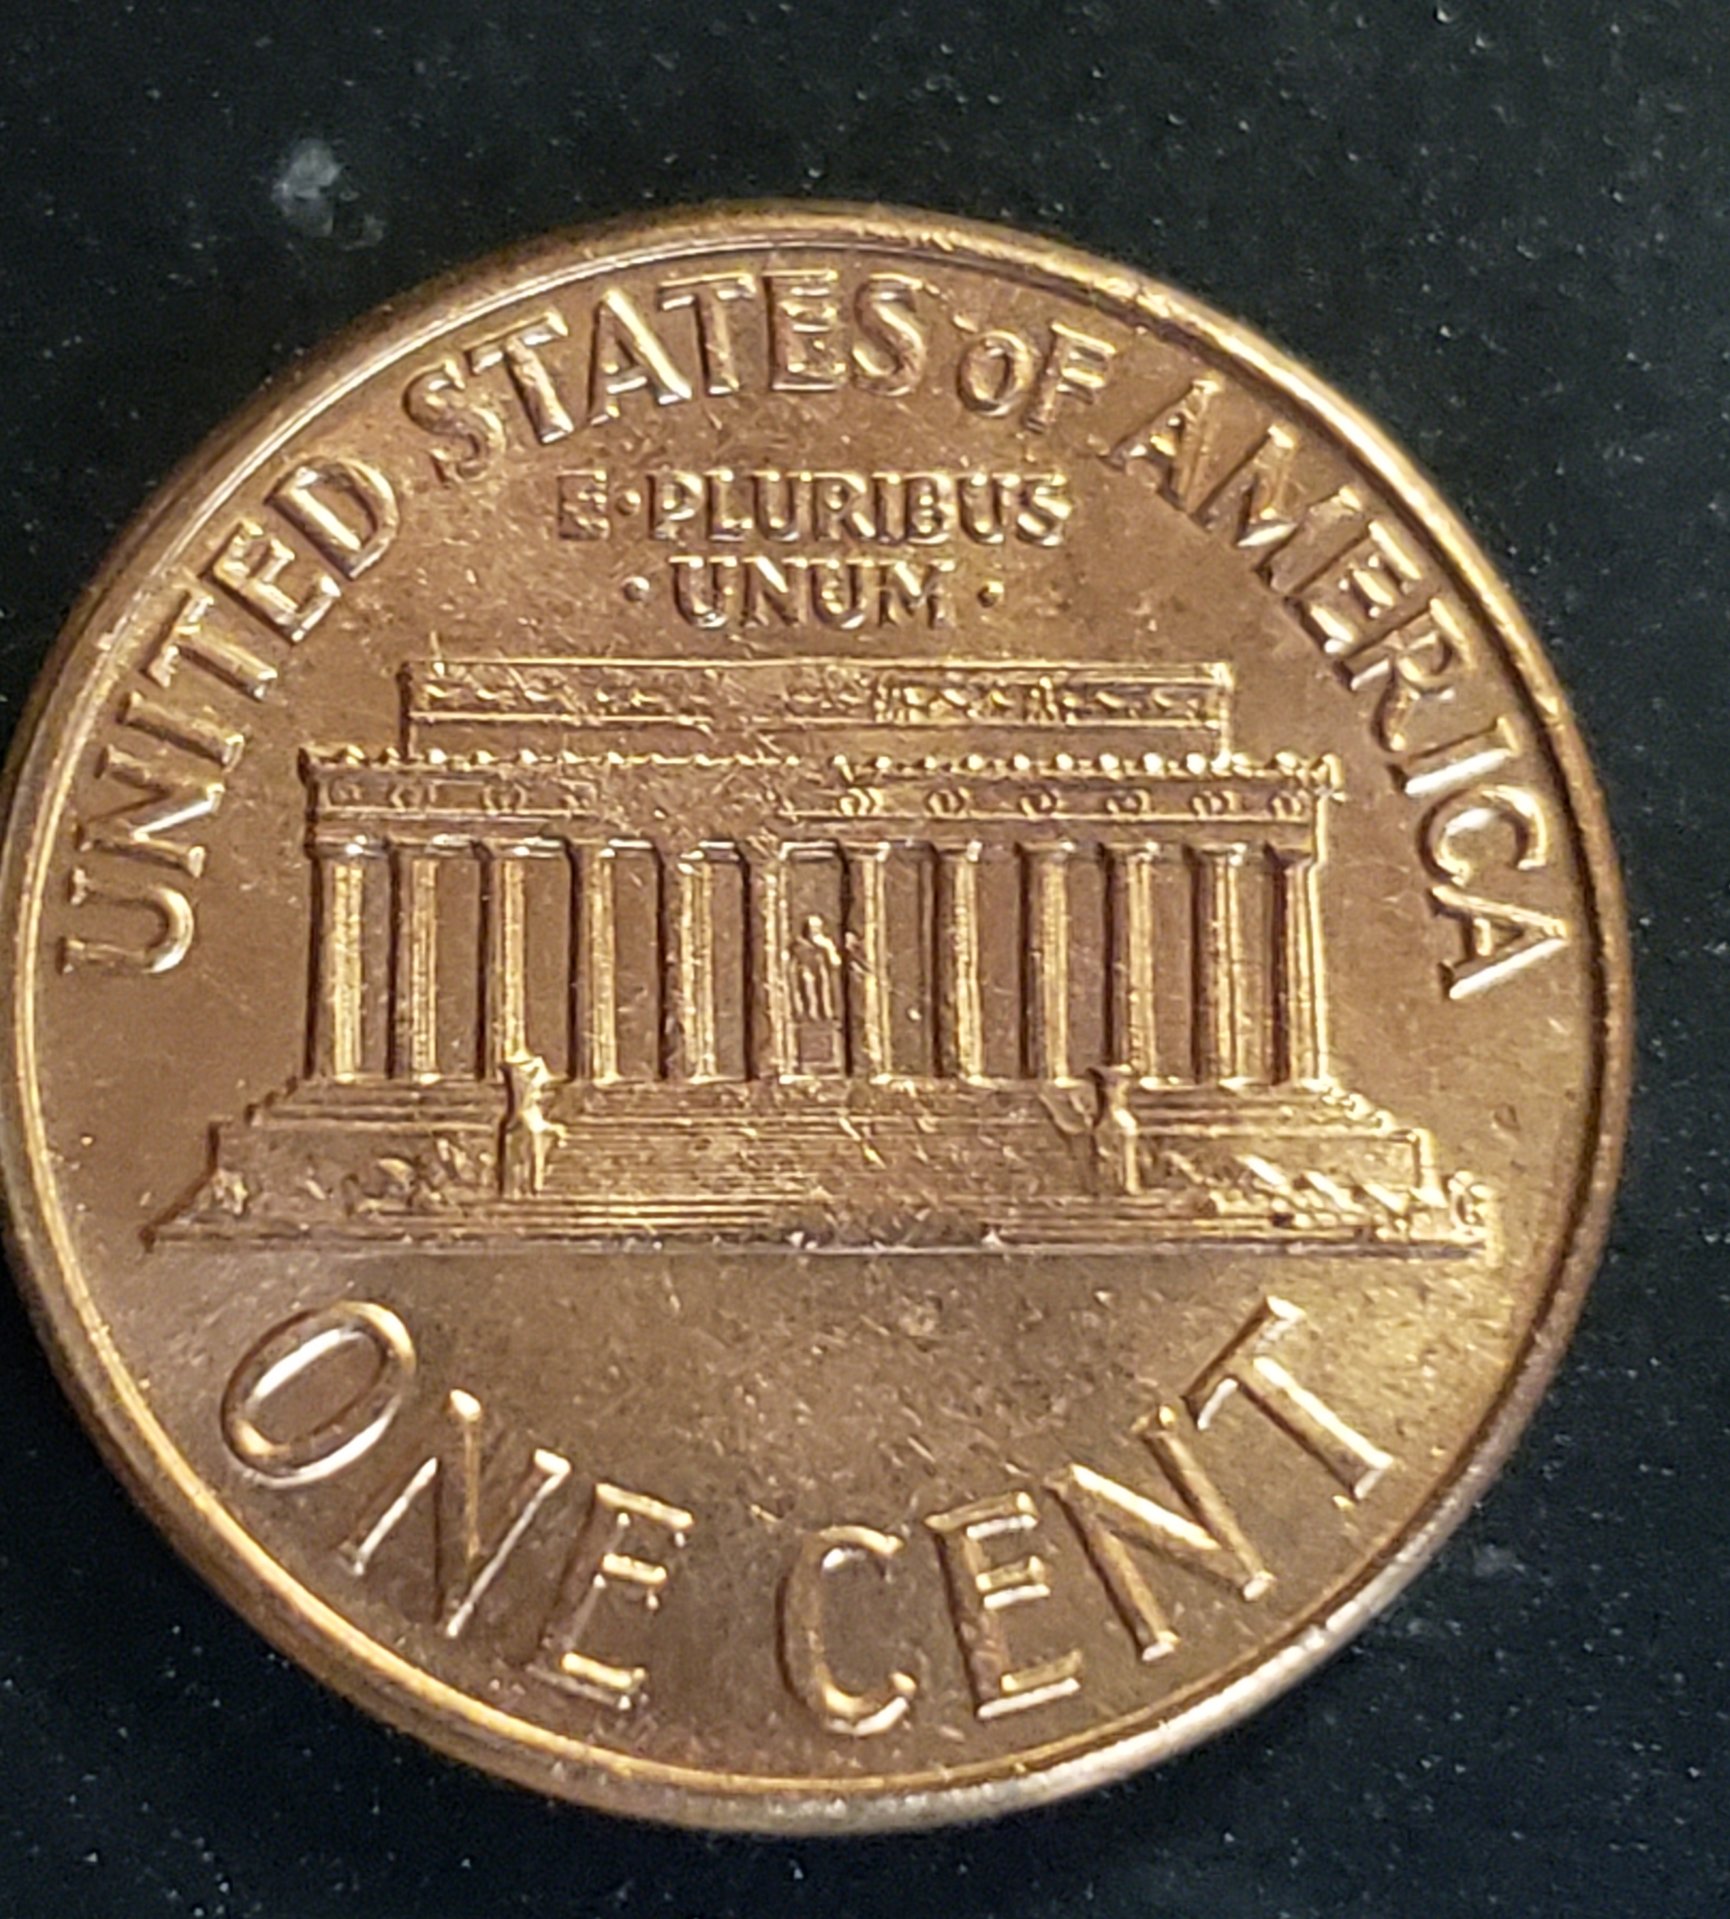 UNITED STATES OF AMERICA
E·PLURIBUS
·UNUM·
ONE CENT